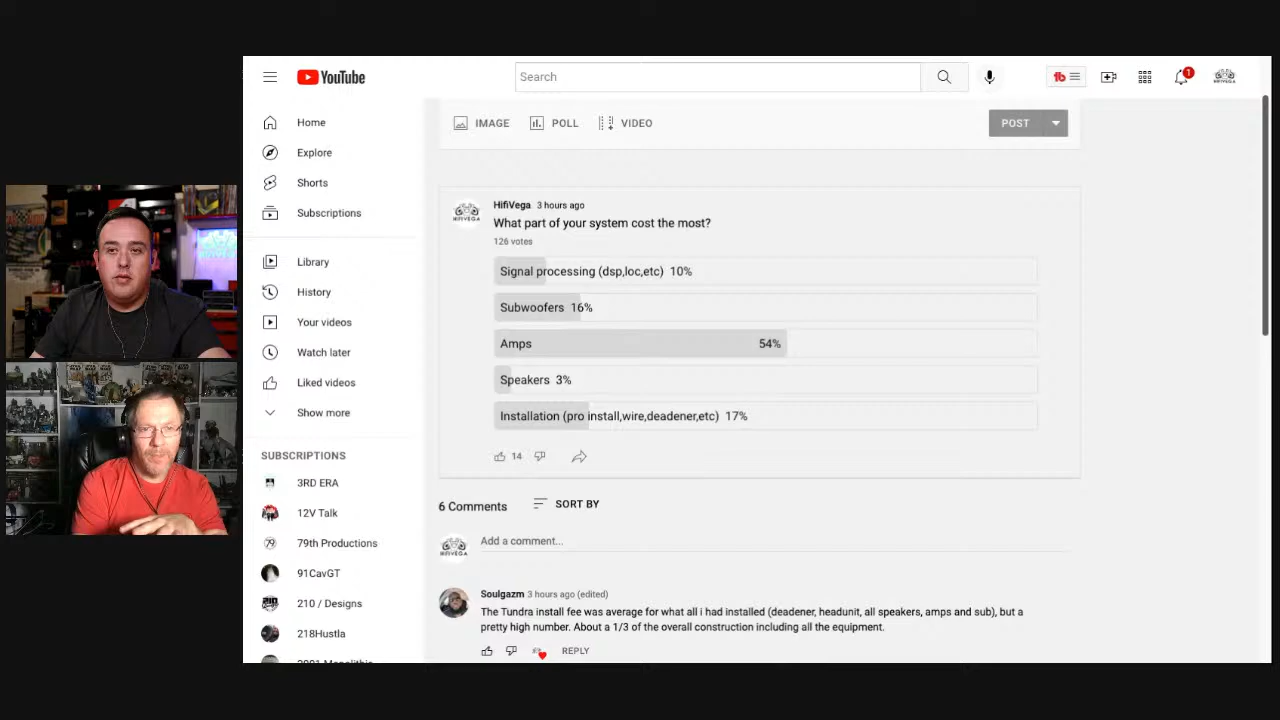 YouTube
Search
1
Home
Explore
Shorts
Subscriptions
Library
History
Your videos
Watch later
Liked videos
Show more
SUBSCRIPTIONS
3RD ERA
12V Talk
79th Productions
91CavGT
210 / Designs
218Hustla
IMAGE POLL VIDEO
POST
HifiVega 3 hours ago
What part of your system cost the most?
126 votes
Signal processing (dsp,loc,etc) 10%
Subwoofers 16%
Amps 54%
Speakers 3%
Installation (pro install,wire,deadener,etc) 17%
14
6 Comments SORT BY
Add a comment...
Soulgazm 3 hours ago (edited)
The Tundra install fee was average for what all i had installed (deadener, headunit, all speakers, amps and sub), but a
pretty high number. About a 1/3 of the overall construction including all the equipment.
REPLY